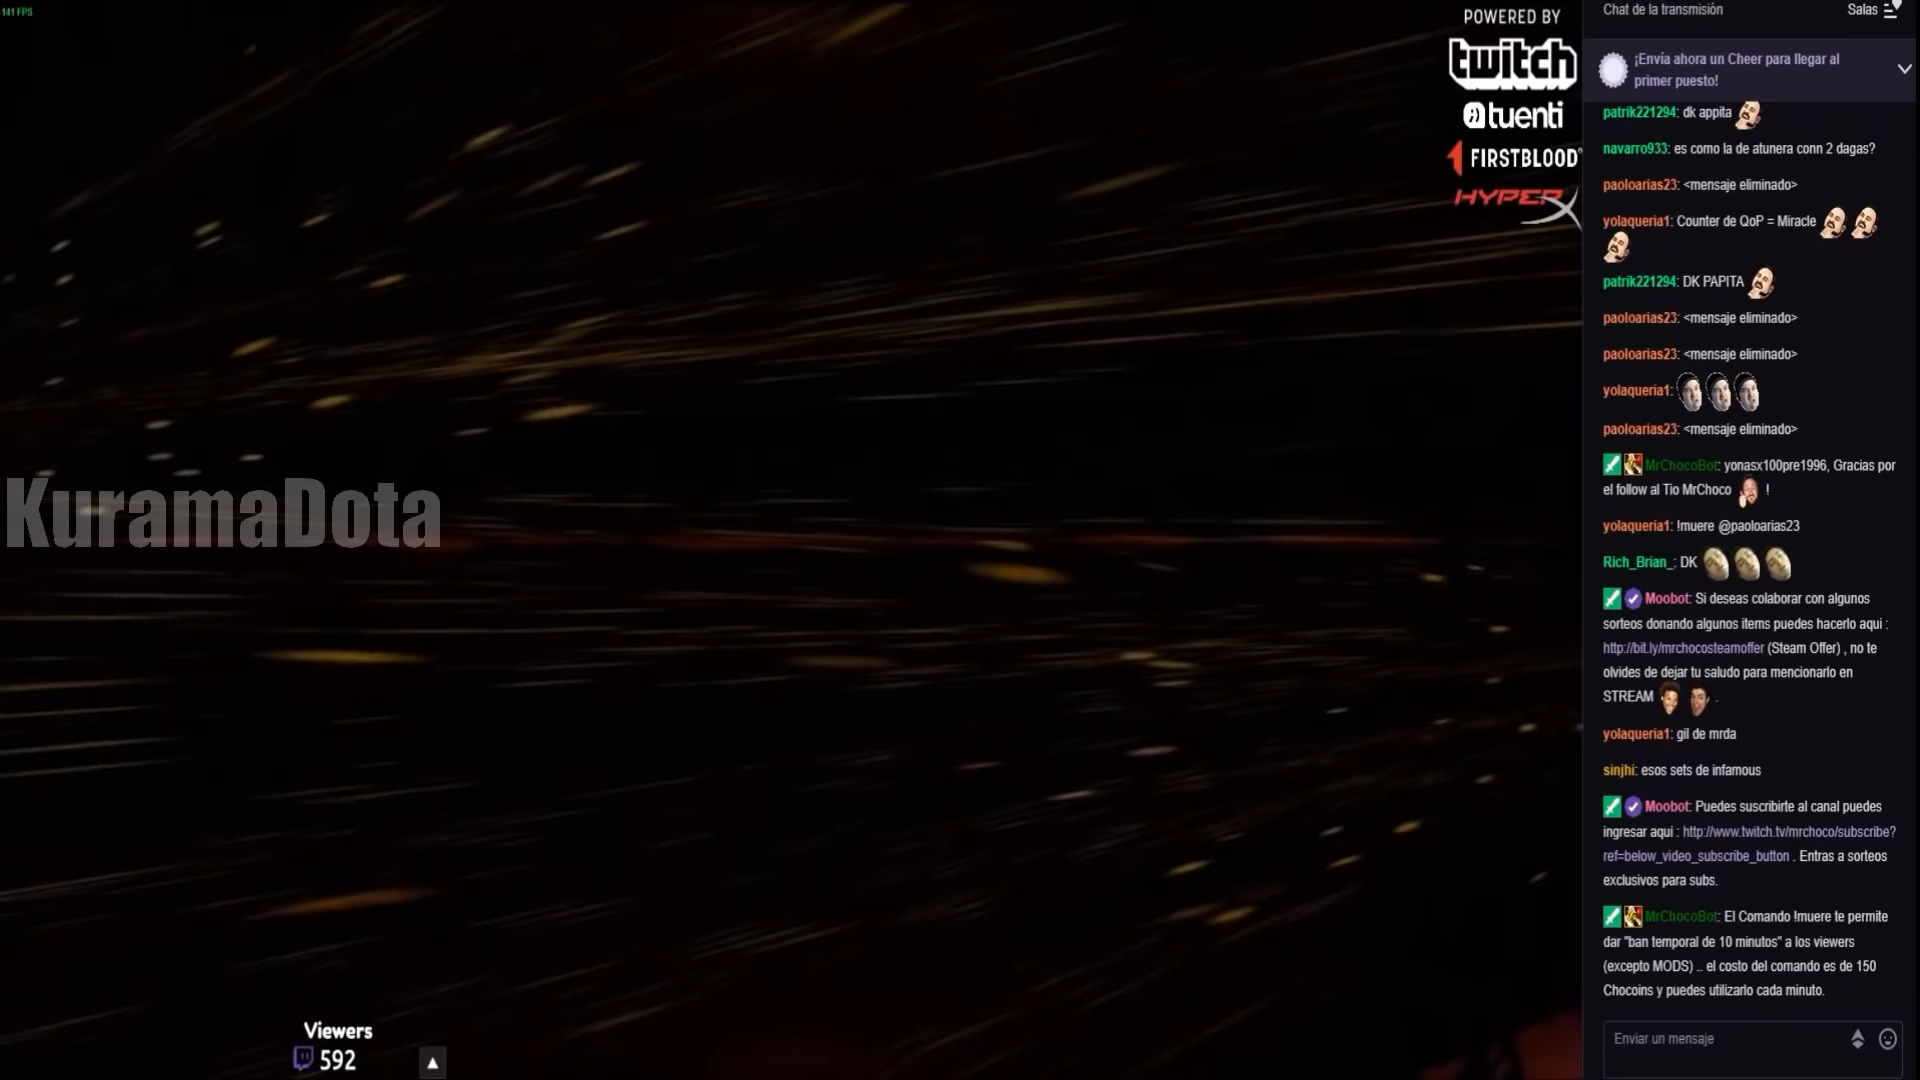 141 FPS
POWERED BY
twitch
tuenti
FIRSTBLOOD
HYPERX
KuramaDota
Viewers
592
Chat de la transmisión
Salas
¡Envía ahora un Cheer para llegar al
primer puesto!
patrik221294: dk appita
navarro933: es como la de atunera conn 2 dagas?
paoloarias23: <mensaje eliminado>
yolaqueria1: Counter de QoP = Miracle
patrik221294: DK PAPITA
paoloarias23: <mensaje eliminado>
paoloarias23: <mensaje eliminado>
yolaqueria1:
paoloarias23: <mensaje eliminado>
MrChocoBot: yonasx100pre1996, Gracias por
el follow al Tio MrChoco !
yolaqueria1: !muere @paoloarias23
Rich_Brian_: DK
Moobot: Si deseas colaborar con algunos
sorteos donando algunos items puedes hacerlo aqui :
http://bit.ly/mrchocosteamoffer (Steam Offer) , no te
olvides de dejar tu saludo para mencionarlo en
STREAM .
yolaqueria1: gil de mrda
sinjhi: esos sets de infamous
Moobot: Puedes suscribirte al canal puedes
ingresar aqui : http://www.twitch.tv/mrchoco/subscribe?
ref=below_video_subscribe_button . Entras a sorteos
exclusivos para subs.
MrChocoBot: El Comando !muere te permite
dar "ban temporal de 10 minutos" a los viewers
(excepto MODS) .. el costo del comando es de 150
Chocoins y puedes utilizarlo cada minuto.
Enviar un mensaje